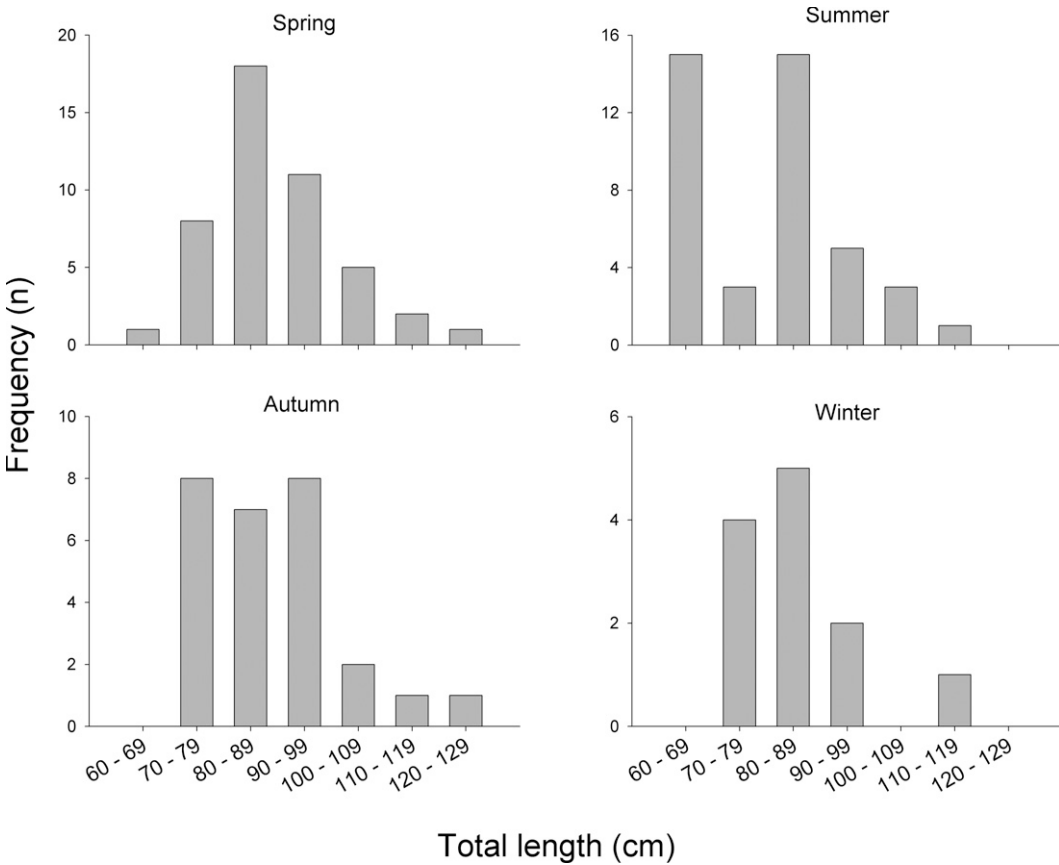 Spring
20
15
10
5
0
Summer
16
12
8
4
0
Frequency (n)
Autumn
10
8
6
4
2
0
60 - 69
70 - 79
80 - 89
90 - 99
100 - 109
110 - 119
120 - 129
Winter
6
4
2
0
60 - 69
70 - 79
80 - 89
90 - 99
100 - 109
110 - 119
120 - 129
Total length (cm)